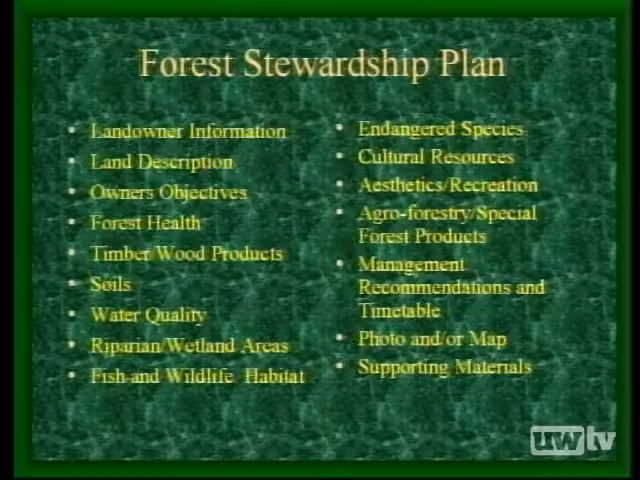 Forest Stewardship Plan
• Landowner Information
• Land Description
• Owners Objectives
• Forest Health
• Timber/Wood Products
• Soils
• Water Quality
• Riparian/Wetland Areas
• Fish and Wildlife Habitat
• Endangered Species
• Cultural Resources
• Aesthetics/Recreation
• Agro-forestry/Special
Forest Products
• Management
Recommendations and
Timetable
• Photo and/or Map
• Supporting Materials
uwtv